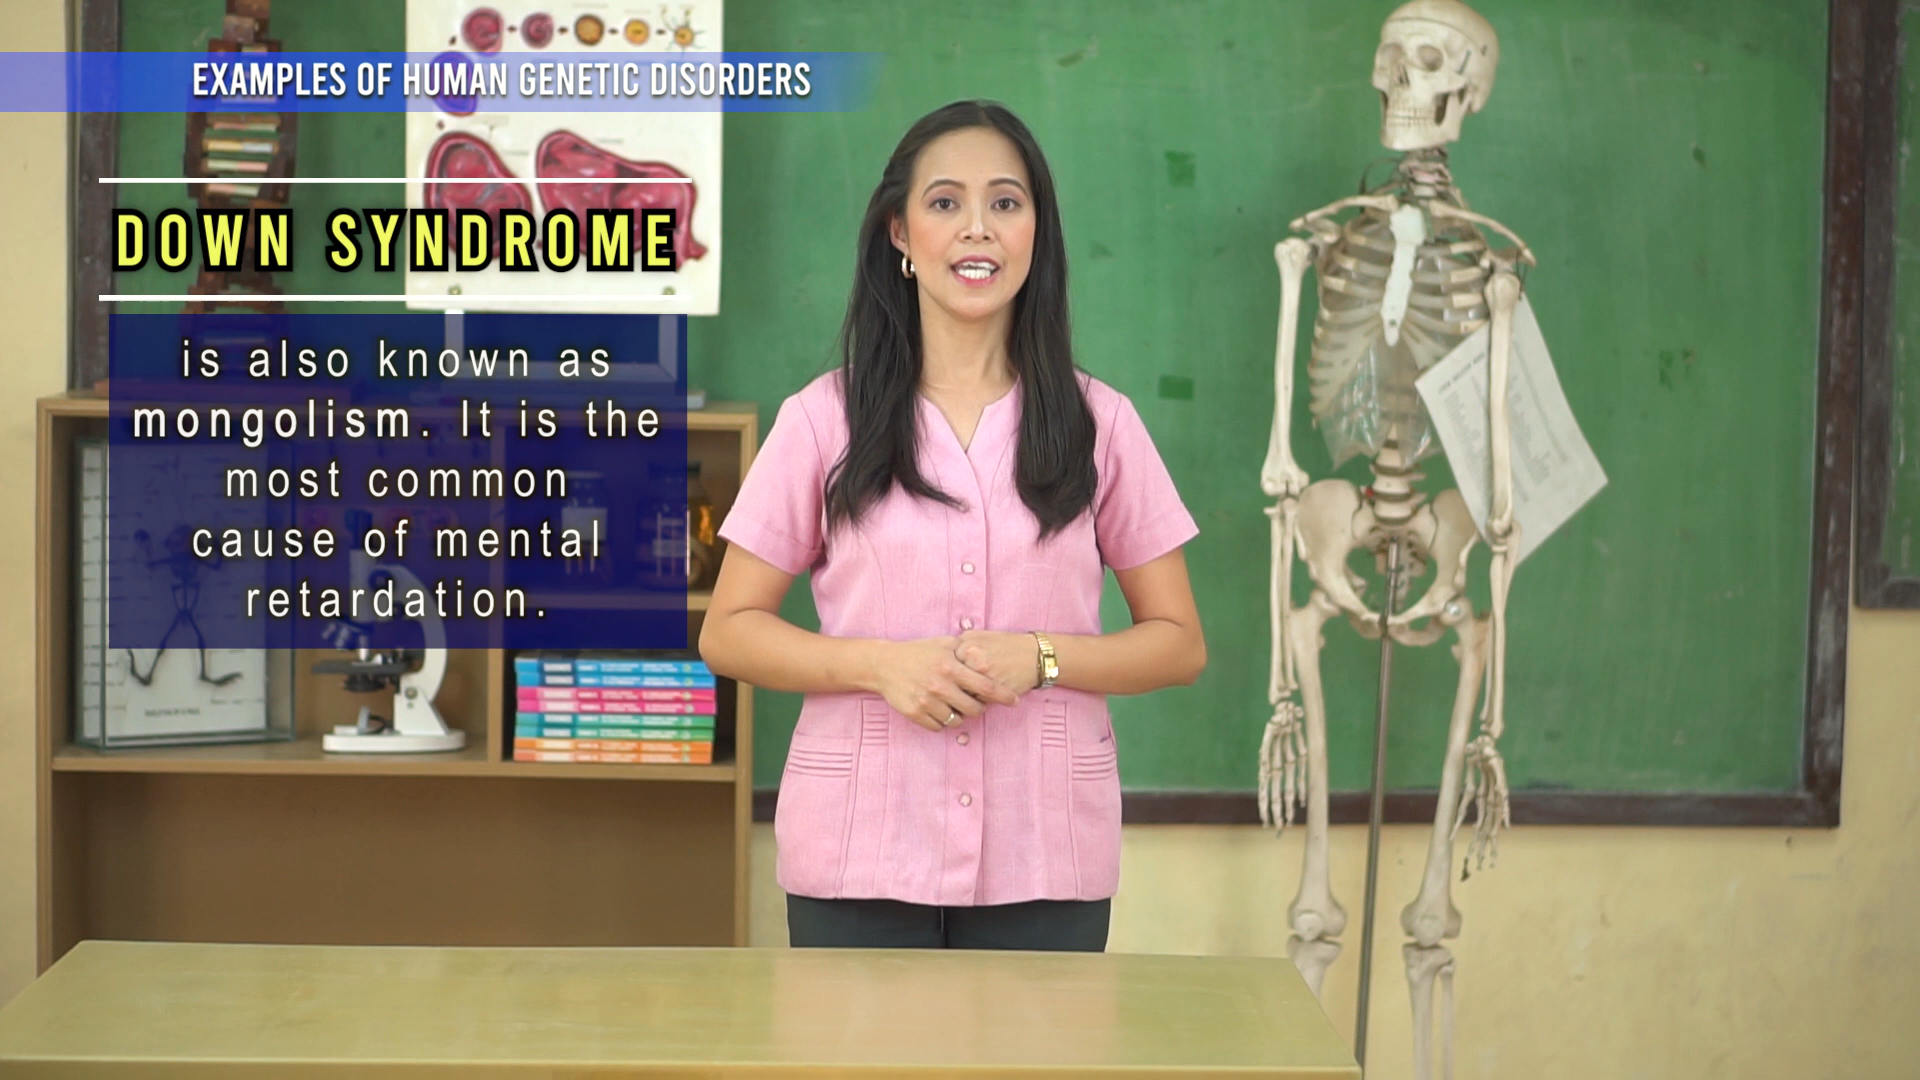 EXAMPLES OF HUMAN GENETIC DISORDERS
DOWN SYNDROME
is also known as
mongolism. It is the
most common
cause of mental
retardation.